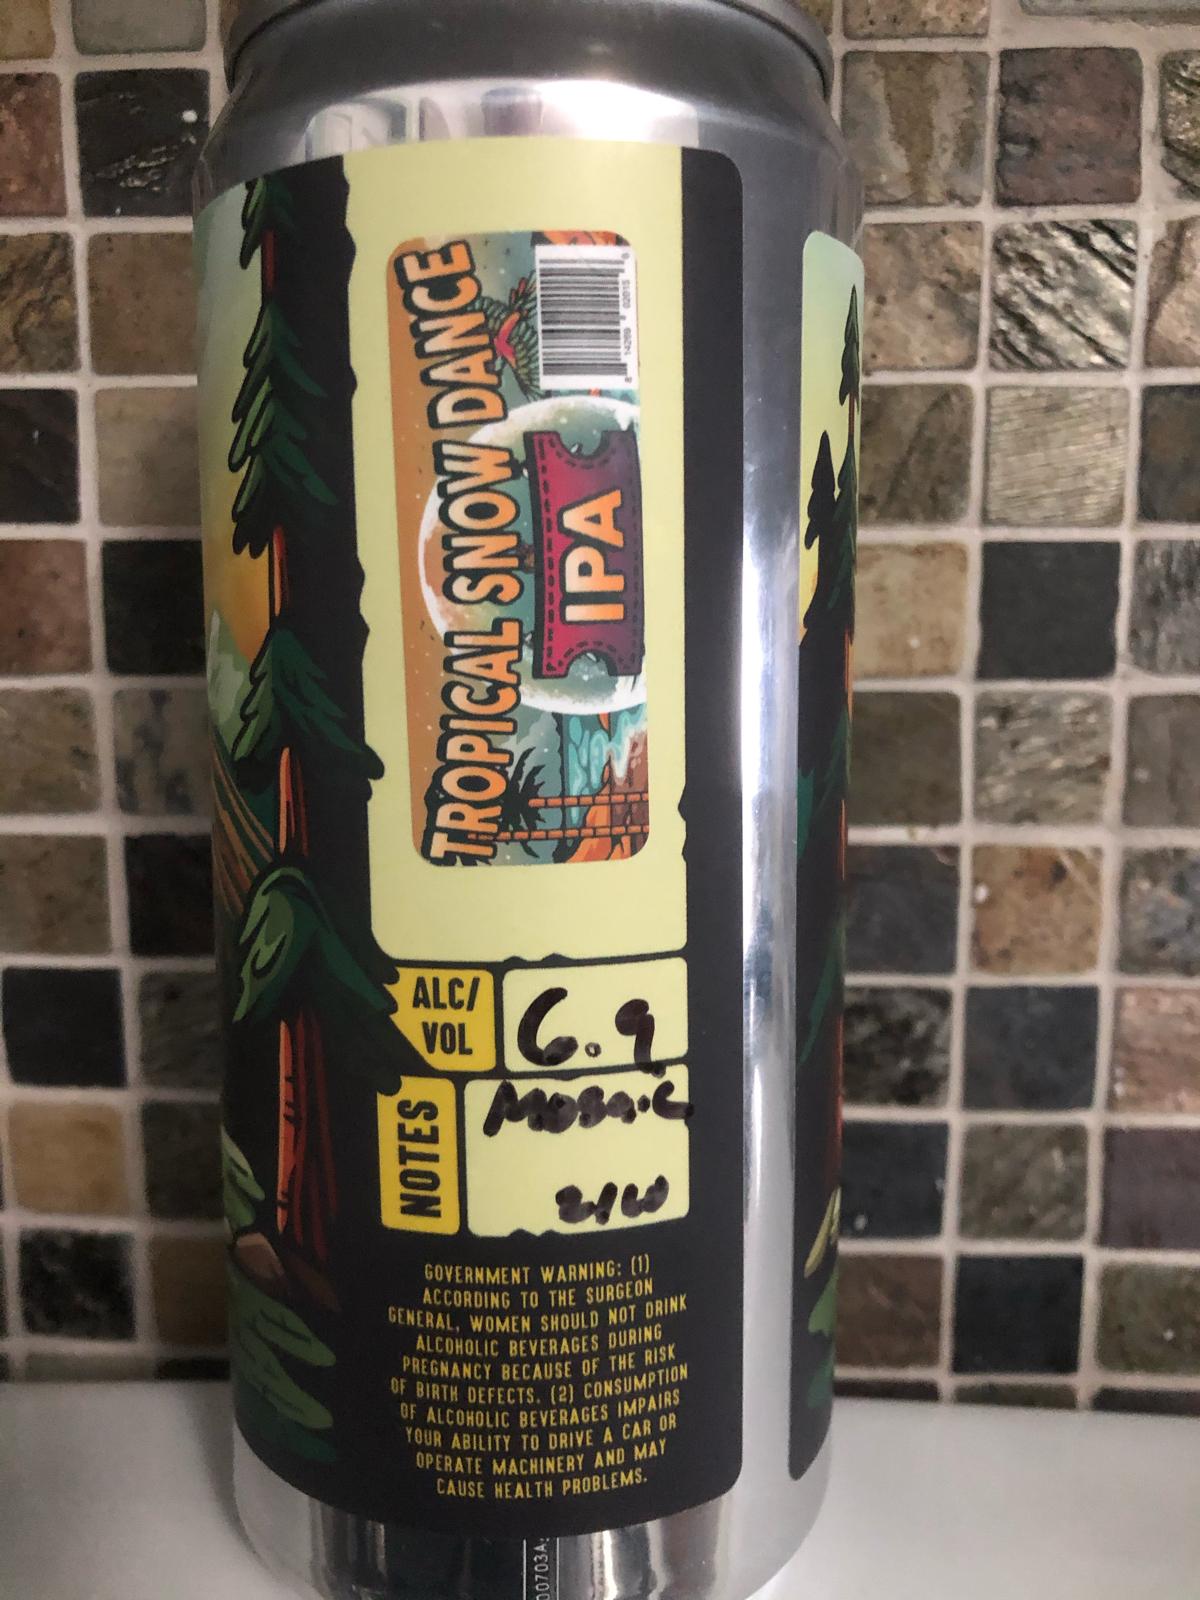 TROPICAL SNOW DANCE
IPA
ALC/
VOL
6.9
NOTES
Mosaic
GOVERNMENT WARNING: (1)
ACCORDING TO THE SURGEON
GENERAL, WOMEN SHOULD NOT DRINK
ALCOHOLIC BEVERAGES DURING
PREGNANCY BECAUSE OF THE RISK
OF BIRTH DEFECTS. (2) CONSUMPTION
OF ALCOHOLIC BEVERAGES IMPAIRS
YOUR ABILITY TO DRIVE A CAR OR
OPERATE MACHINERY AND MAY
CAUSE HEALTH PROBLEMS.